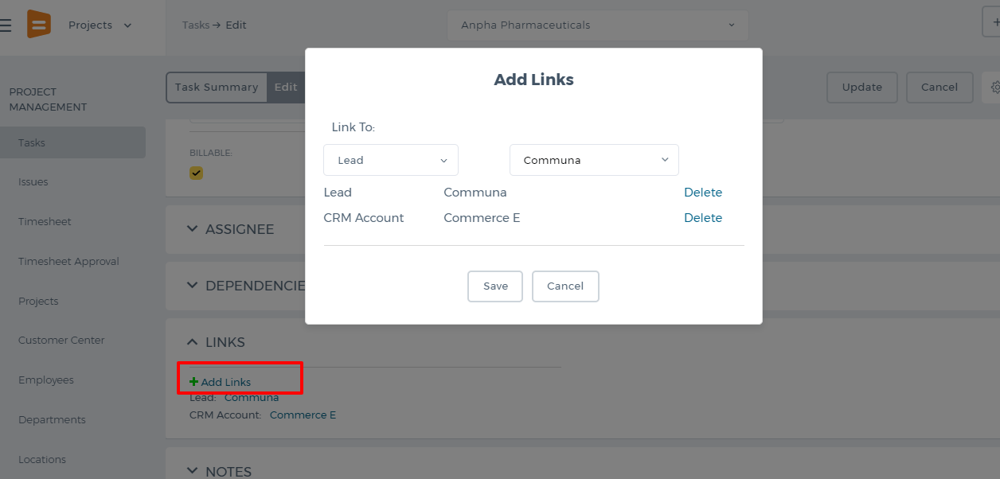 Projects
Tasks → Edit
Anpha Pharmaceuticals
PROJECT
MANAGEMENT
Tasks
Issues
Timesheet
Timesheet Approval
Projects
Customer Center
Employees
Departments
Locations
Task Summary
Edit
Update
Cancel
BILLABLE:
ASSIGNEE
DEPENDENCIE
LINKS
Add Links
Lead: Communa
CRM Account: Commerce E
NOTES
Add Links
Link To:
Lead
Communa
Lead Communa Delete
CRM Account Commerce E Delete
Save
Cancel